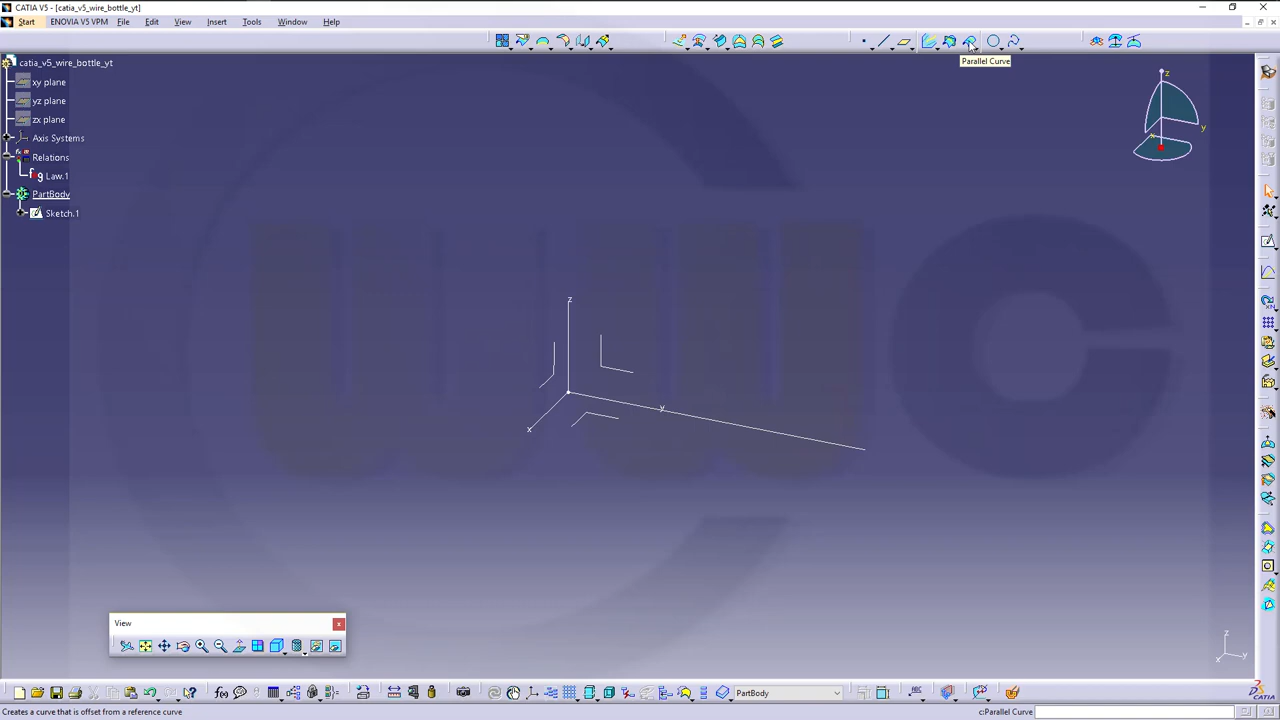 CATIA V5 - [catia_v5_wire_bottle_yt]
Start ENOVIA V5 VPM File Edit View Insert Tools Window Help
Parallel Curve
catia_v5_wire_bottle_yt
xy plane
yz plane
zx plane
Axis Systems
Relations
Law.1
PartBody
Sketch.1
z
y
x
z
y
x
View
x
z
x y
PartBody
Creates a curve that is offset from a reference curve
c:Parallel Curve